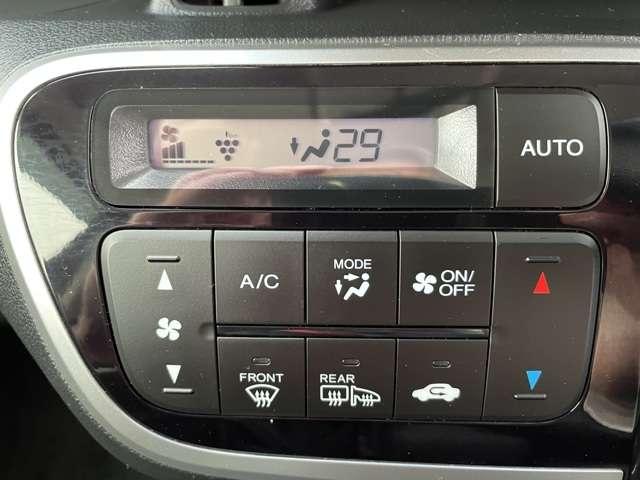 29
AUTO
A/C
MODE
ON/
OFF
FRONT
REAR